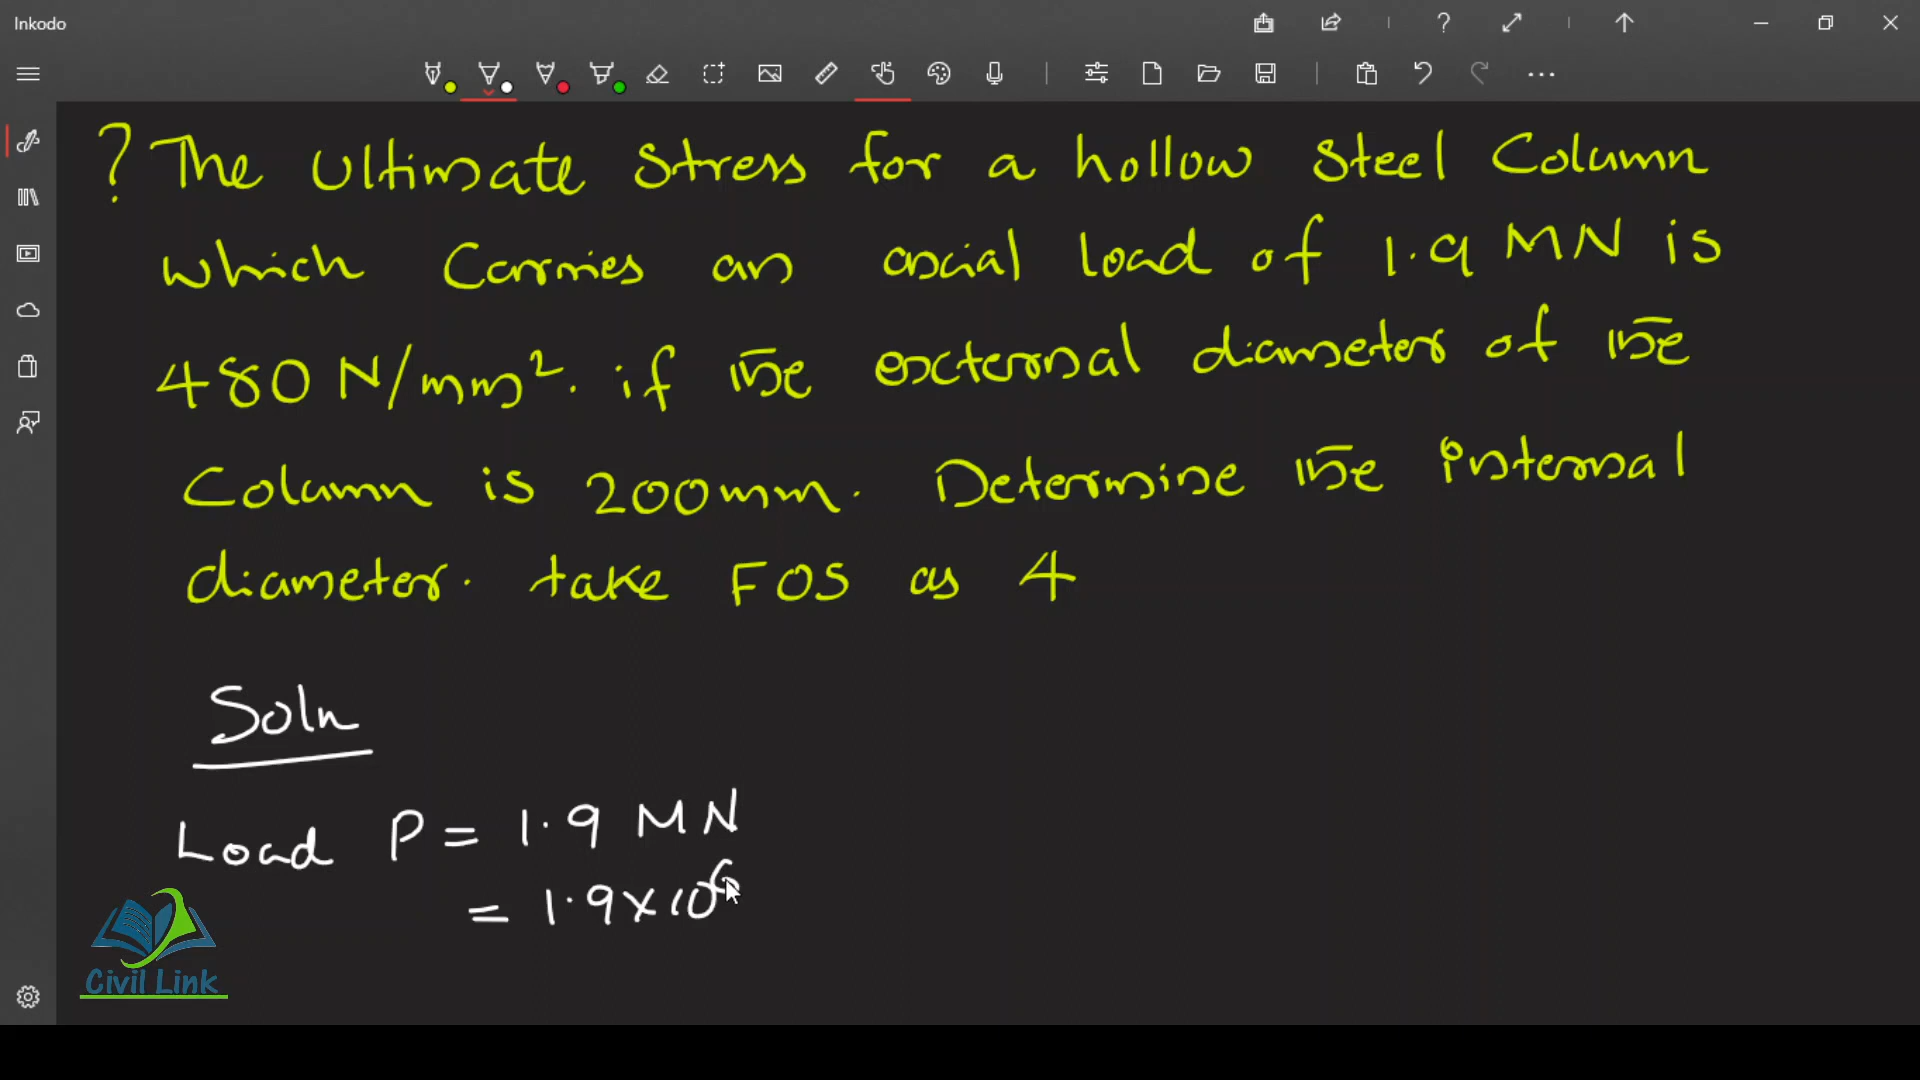 Inkodo
? The Ultimate Stress for a hollow Steel Column
which Carries an axial load of 1.9 MN is
480 N/mm². if the external diameter of the
Column is 200mm. Determine the internal
diameter. take FOS as 4
Soln
Load P = 1.9 MN
= 1.9×10⁶
Civil Link